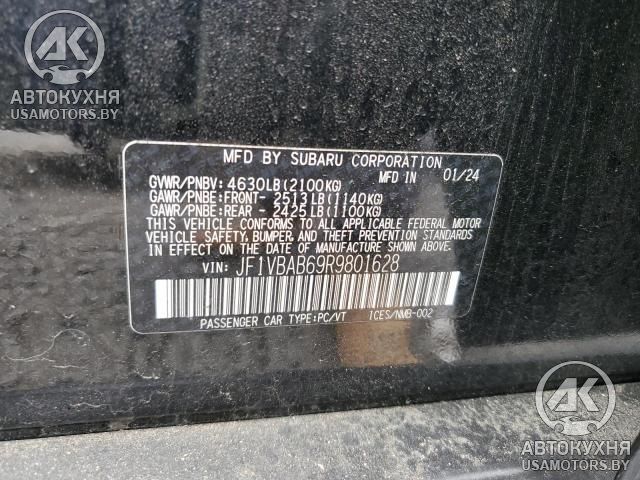 AK
АВТОКУХНЯ
USAMOTORS.BY
MFD BY SUBARU CORPORATION
MFD IN 01/24
GVWR/PNBV: 4630LB(2100KG)
GAWR/PNBE:FRONT- 2513LB(1140KG)
GAWR/PNBE:REAR - 2425LB(1100KG)
THIS VEHICLE CONFORMS TO ALL APPLICABLE FEDERAL MOTOR
VEHICLE SAFETY, BUMPER, AND THEFT PREVENTION STANDARDS
IN EFFECT ON THE DATE OF MANUFACTURE SHOWN ABOVE.
VIN: JF1VBAB69R9801628
PASSENGER CAR TYPE:PC/VT ICES/NMB-002
AK
АВТОКУХНЯ
USAMOTORS.BY